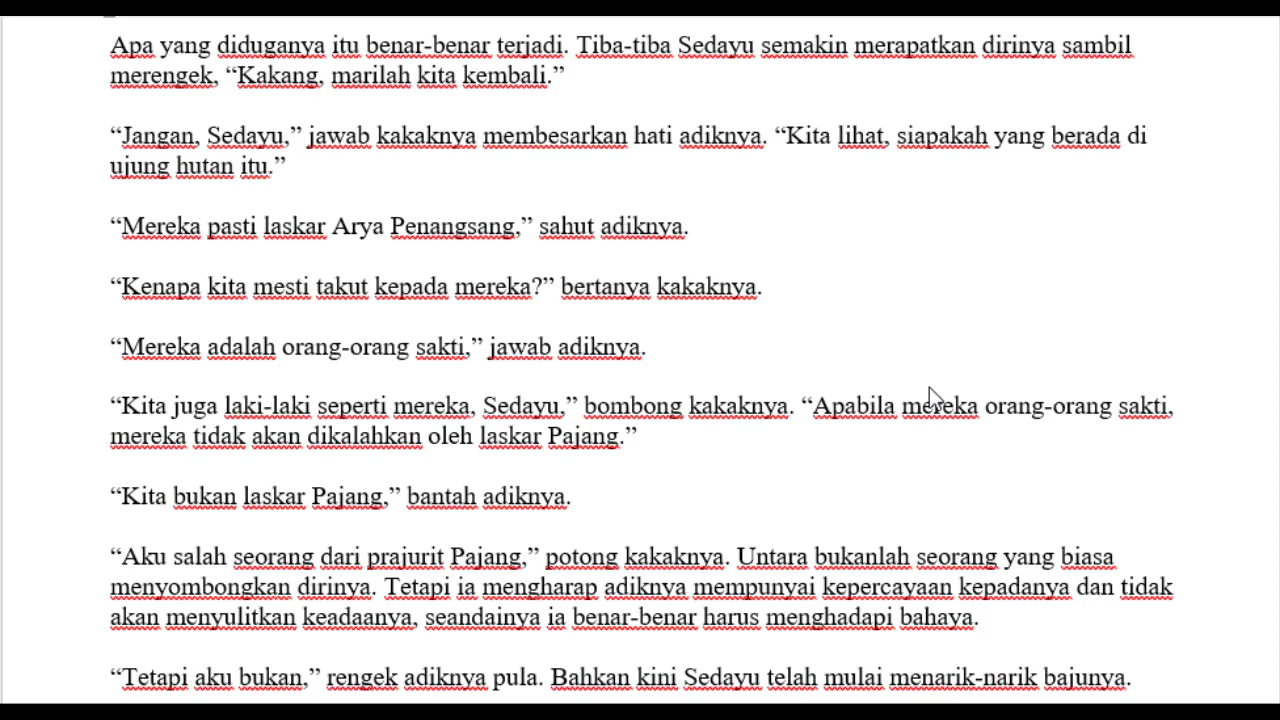 Apa yang diduganya itu benar-benar terjadi. Tiba-tiba Sedayu semakin merapatkan dirinya sambil
merengek, “Kakang, marilah kita kembali.”
“Jangan, Sedayu,” jawab kakaknya membesarkan hati adiknya. “Kita lihat, siapakah yang berada di
ujung hutan itu.”
“Mereka pasti laskar Arya Penangsang,” sahut adiknya.
“Kenapa kita mesti takut kepada mereka?” bertanya kakaknya.
“Mereka adalah orang-orang sakti,” jawab adiknya.
“Kita juga laki-laki seperti mereka, Sedayu,” bombong kakaknya. “Apabila mereka orang-orang sakti,
mereka tidak akan dikalahkan oleh laskar Pajang.”
“Kita bukan laskar Pajang,” bantah adiknya.
“Aku salah seorang dari prajurit Pajang,” potong kakaknya. Untara bukanlah seorang yang biasa
menyombongkan dirinya. Tetapi ia mengharap adiknya mempunyai kepercayaan kepadanya dan tidak
akan menyulitkan keadaanya, seandainya ia benar-benar harus menghadapi bahaya.
“Tetapi aku bukan,” rengek adiknya pula. Bahkan kini Sedayu telah mulai menarik-narik bajunya.